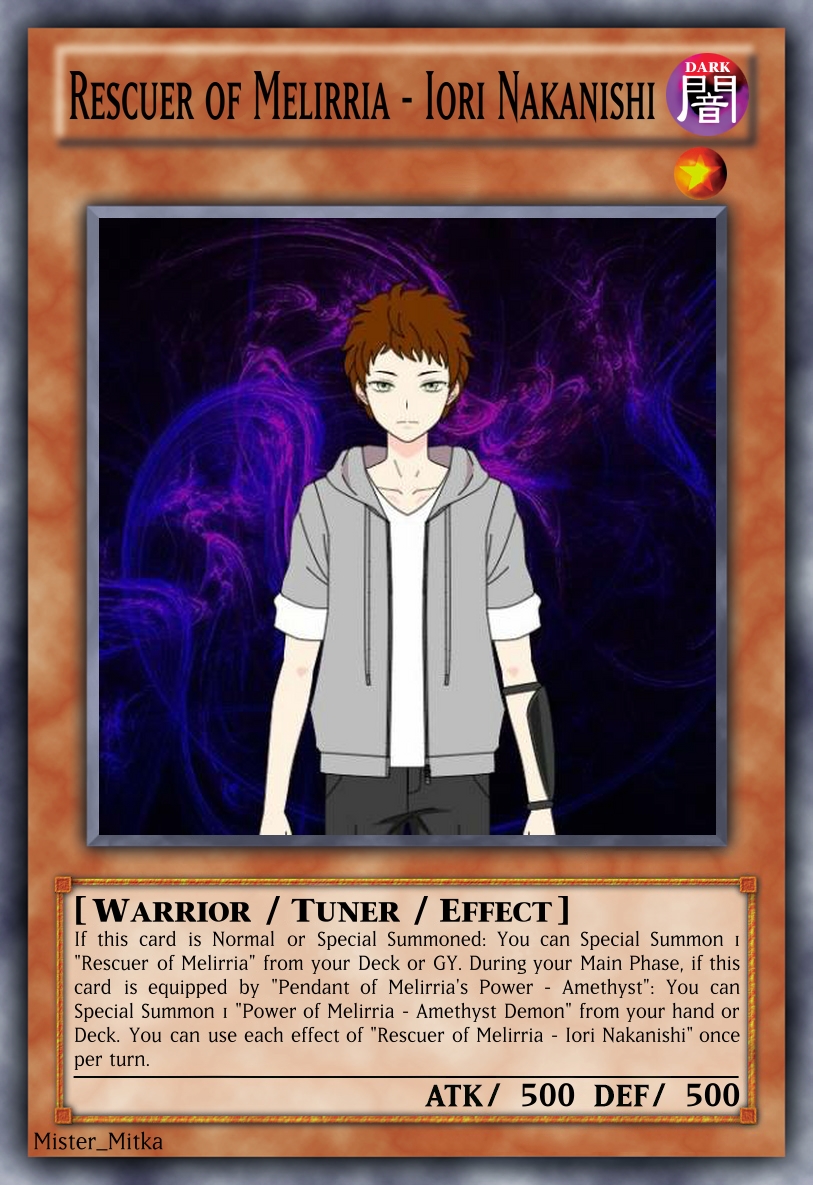 Rescuer of Melirria - Iori Nakanishi
DARK
闇
[ Warrior / Tuner / Effect ]
If this card is Normal or Special Summoned: You can Special Summon 1
"Rescuer of Melirria" from your Deck or GY. During your Main Phase, if this
card is equipped by "Pendant of Melirria's Power - Amethyst": You can
Special Summon 1 "Power of Melirria - Amethyst Demon" from your hand or
Deck. You can use each effect of "Rescuer of Melirria - Iori Nakanishi" once
per turn.
ATK/ 500 DEF/ 500
Mister_Mitka